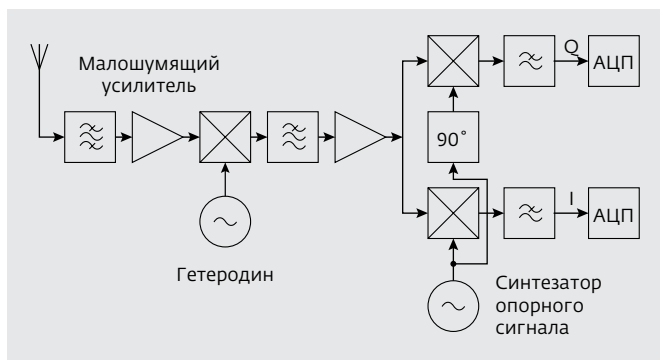 Малошумящий
усилитель
Гетеродин
90°
Q
АЦП
I
АЦП
Синтезатор
опорного
сигнала